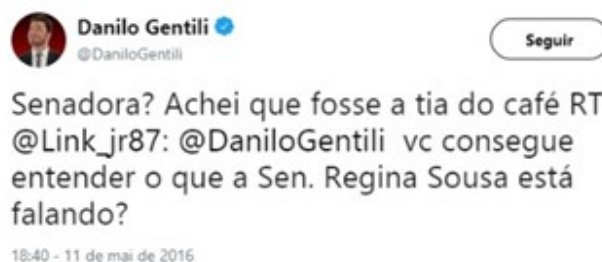 Danilo Gentili
@DaniloGentili
Seguir
Senadora? Achei que fosse a tia do café RT
@Link_jr87: @DaniloGentili vc consegue
entender o que a Sen. Regina Sousa está
falando?
18:40 - 11 de mai de 2016